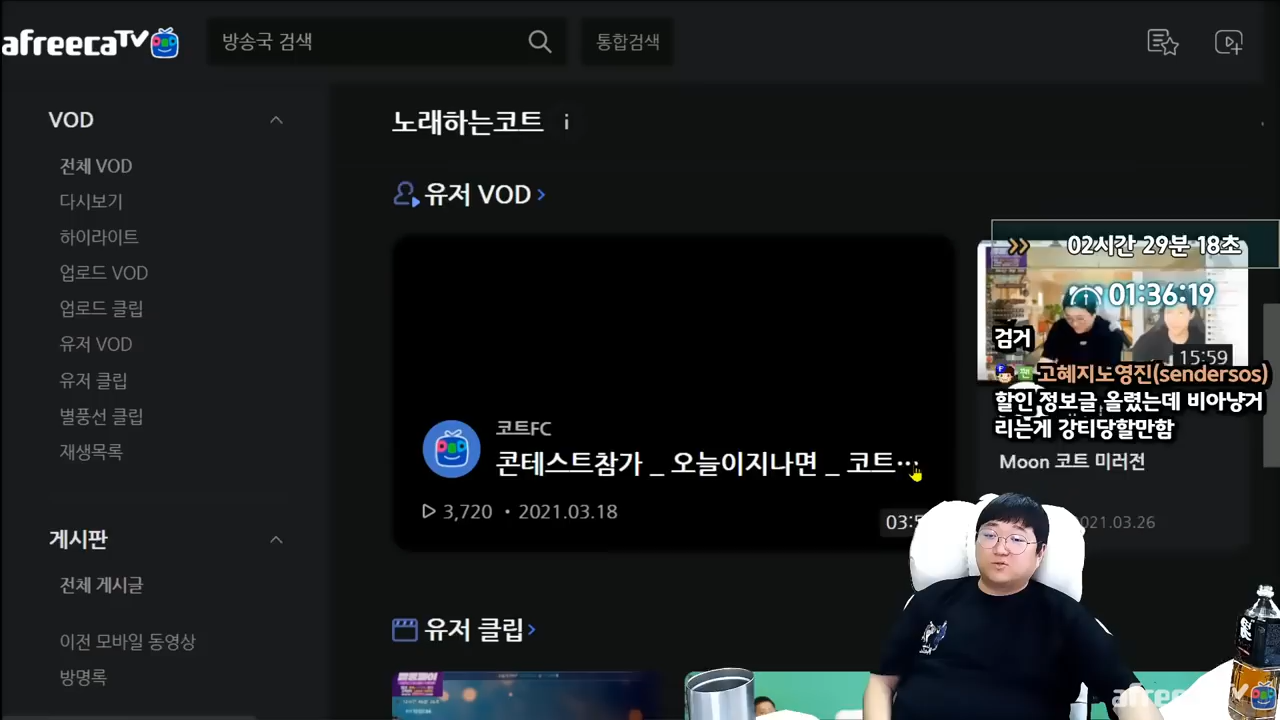 afreecaTV
방송국 검색
통합검색
VOD
전체 VOD
다시보기
하이라이트
업로드 VOD
업로드 클립
유저 VOD
유저 클립
별풍선 클립
재생목록
게시판
전체 게시글
이전 모바일 동영상
방명록
노래하는코트 i
유저 VOD
코트FC
콘테스트참가 _ 오늘이지나면 _ 코트…
3,720 • 2021.03.18
03:5
02시간 29분 18초
01:36:19
15:59
검거
고혜지노영진(sendersos)
할인 정보글 올렸는데 비아냥거
리는게 강티당할만함
Moon 코트 미러전
021.03.26
유저 클립
afreecaTV